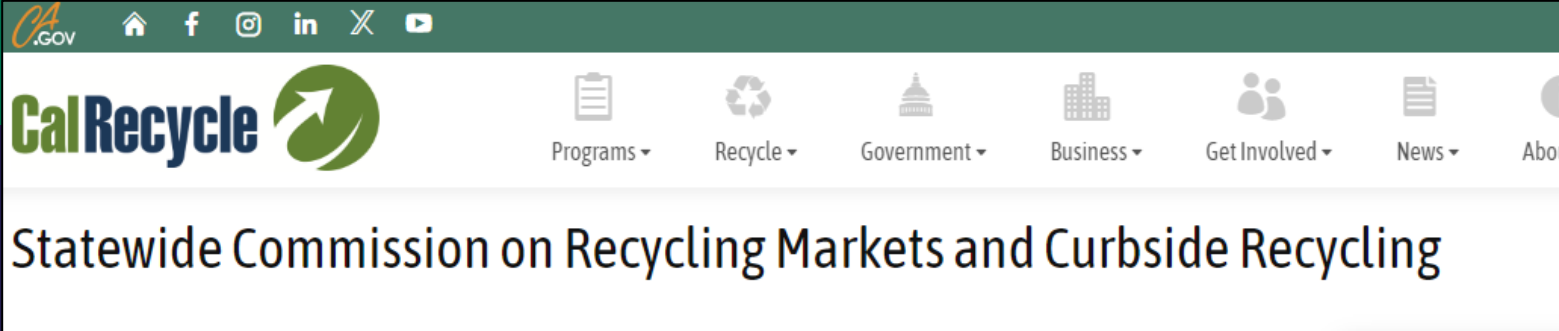 CA.GOV
CalRecycle
Programs Recycle Government Business Get Involved News
Statewide Commission on Recycling Markets and Curbside Recycling